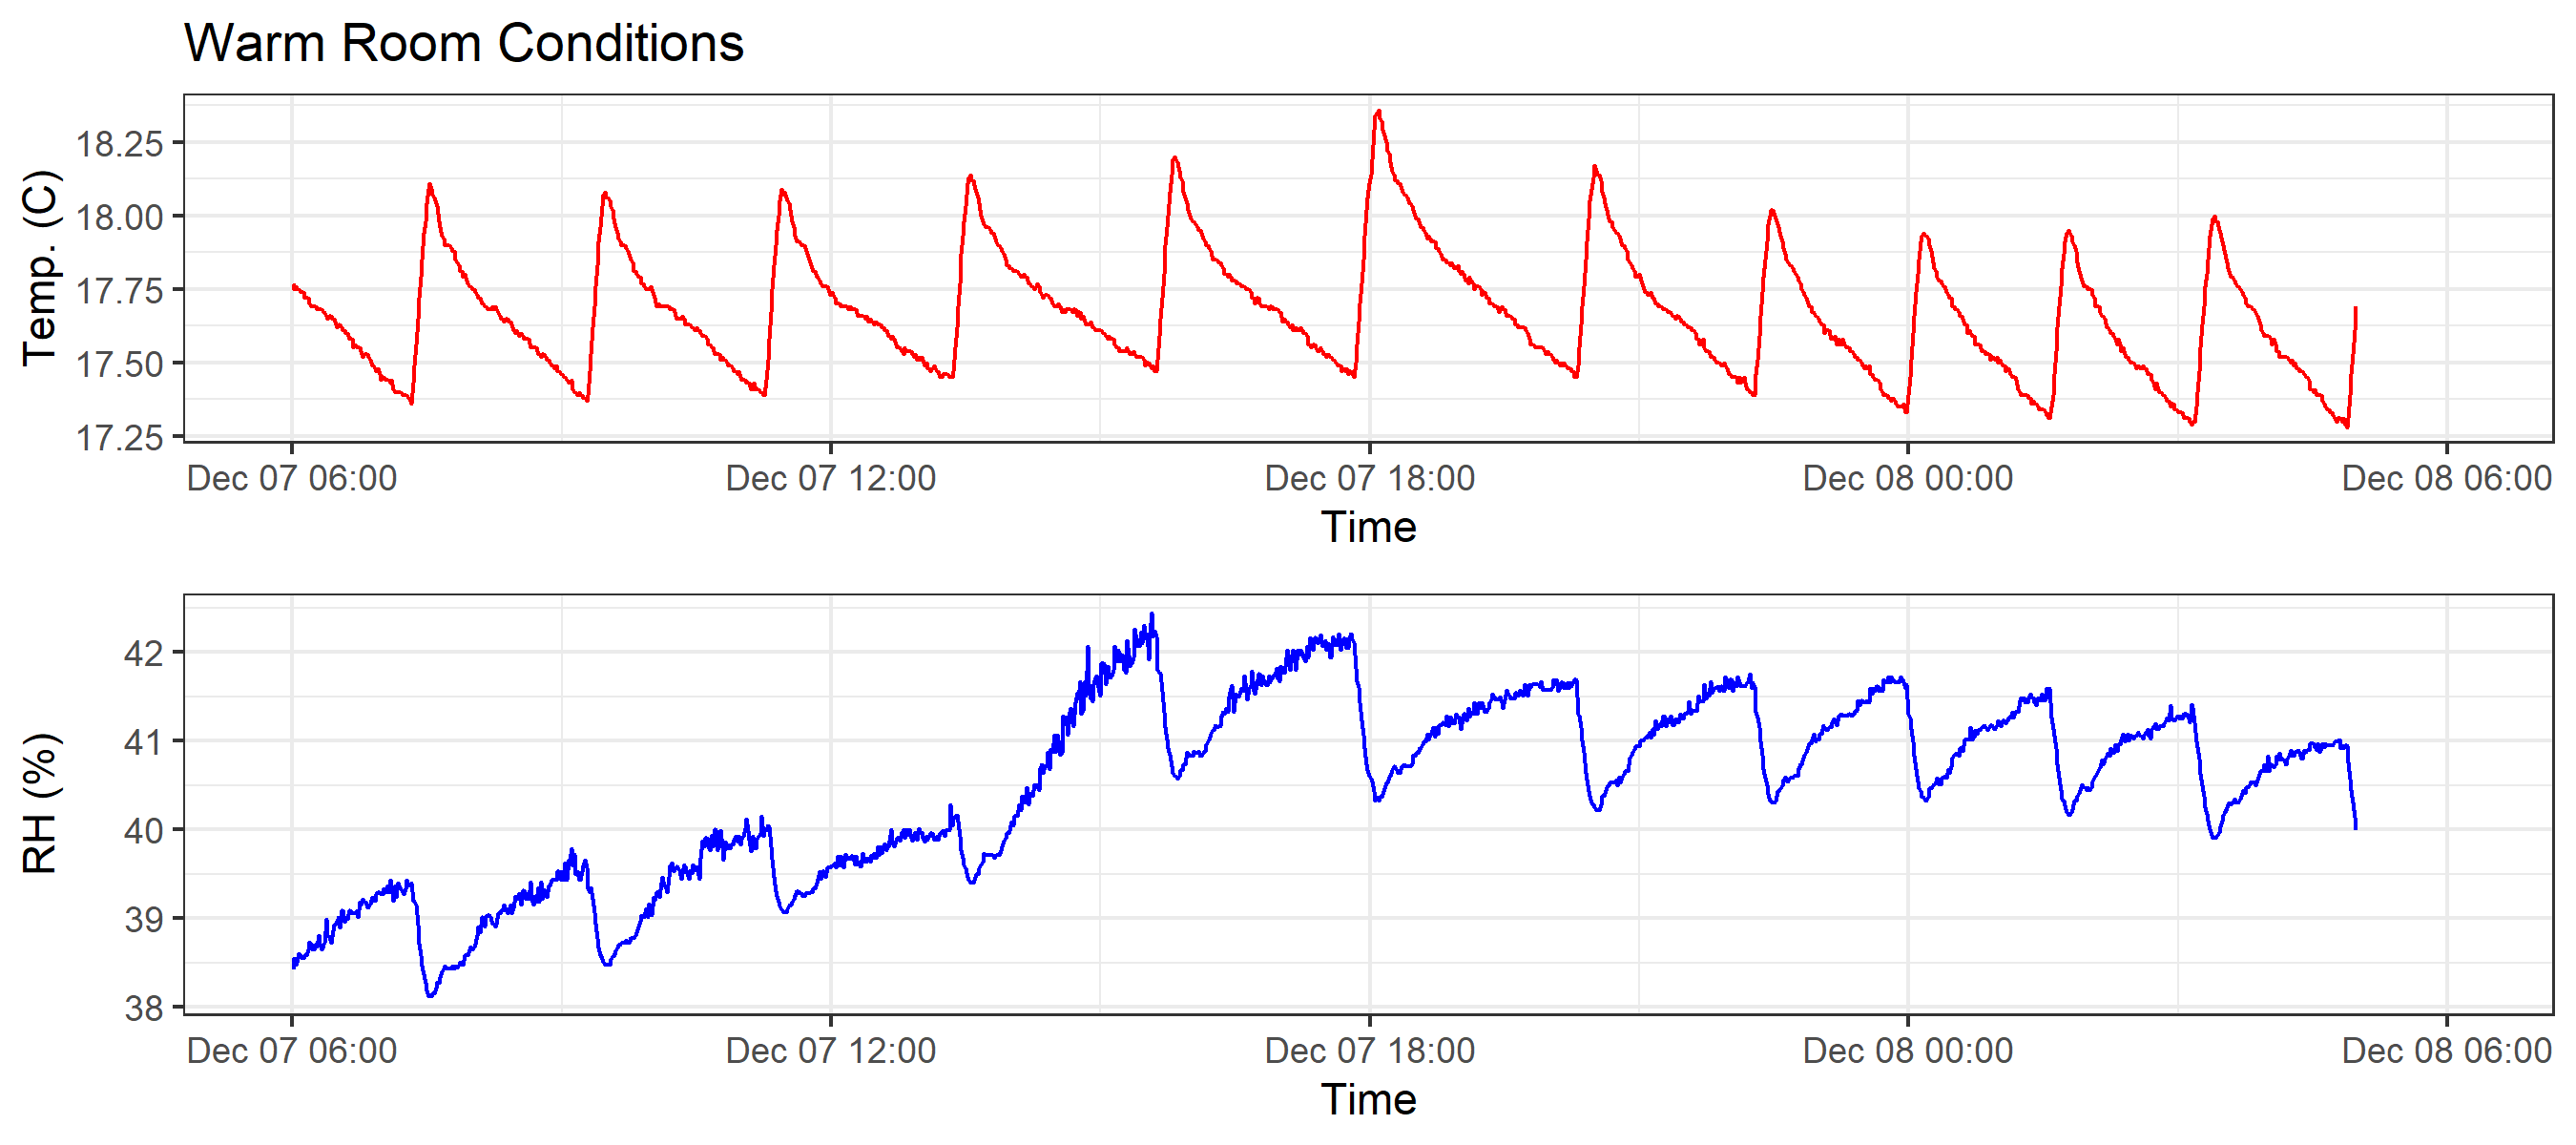 Warm Room Conditions
Temp. (C)
18.25
18.00
17.75
17.50
17.25
Dec 07 06:00 Dec 07 12:00 Dec 07 18:00 Dec 08 00:00 Dec 08 06:00
Time
RH (%)
42
41
40
39
38
Dec 07 06:00 Dec 07 12:00 Dec 07 18:00 Dec 08 00:00 Dec 08 06:00
Time